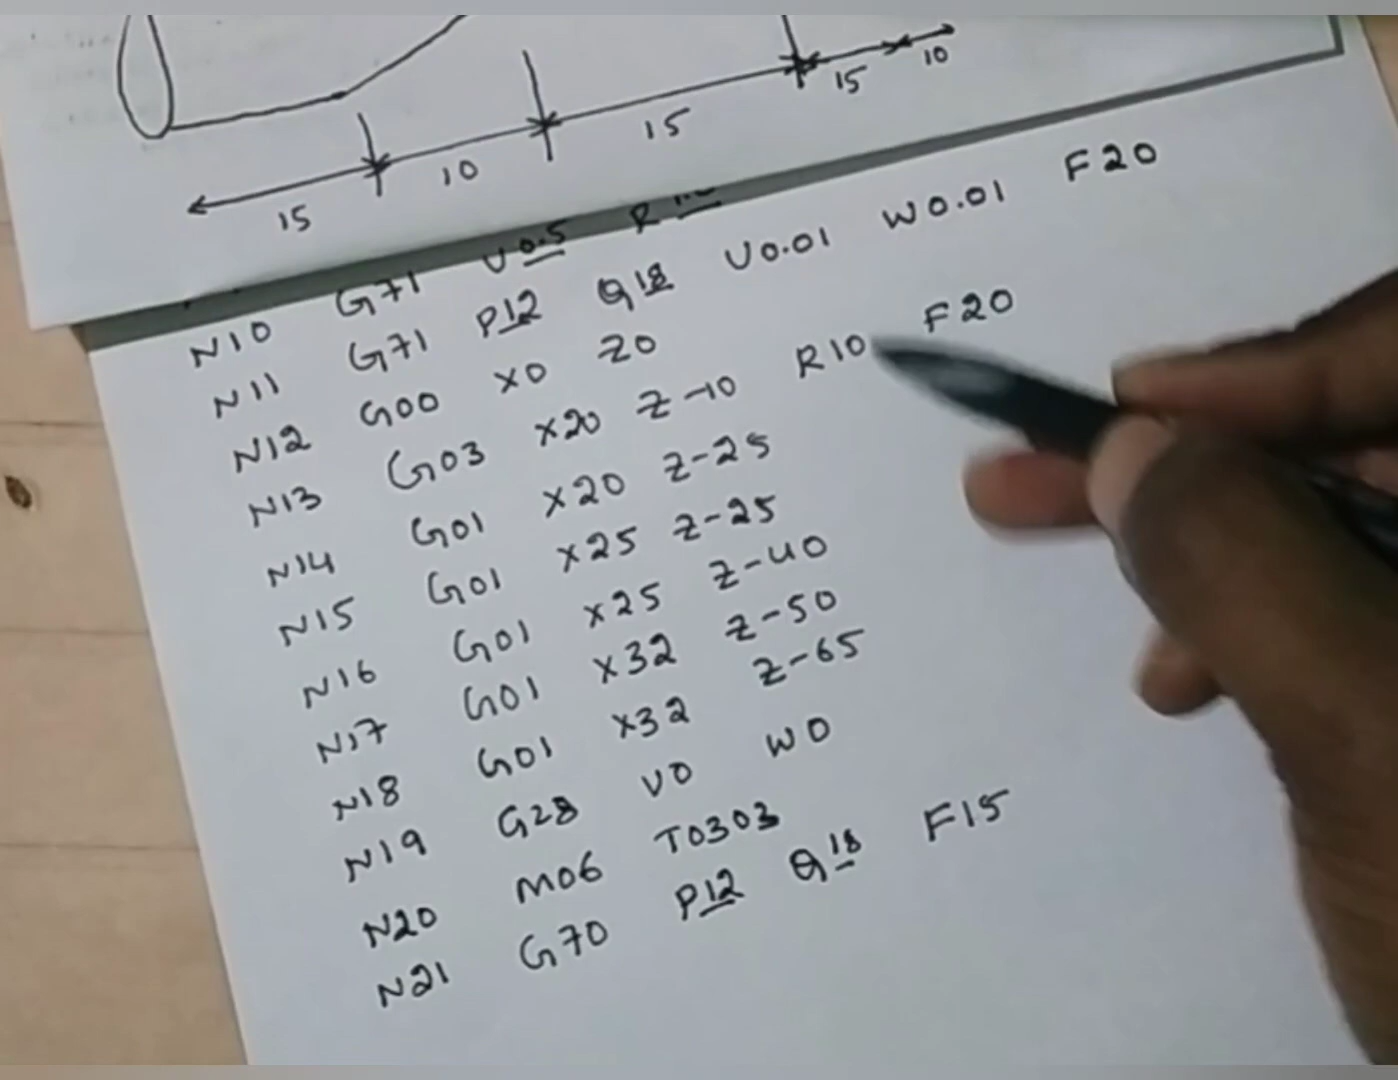 15 10 15 15 10
N10 G71 U0.5 R
N11 G71 P12 Q18 U0.01 W0.01 F20
N12 G00 X0 Z0
N13 G03 X20 Z-10 R10 F20
N14 G01 X20 Z-25
N15 G01 X25 Z-25
N16 G01 X25 Z-40
N17 G01 X32 Z-50
N18 G01 X32 Z-65
N19 G28 U0 W0
N20 M06 T0303
N21 G70 P12 Q18 F15